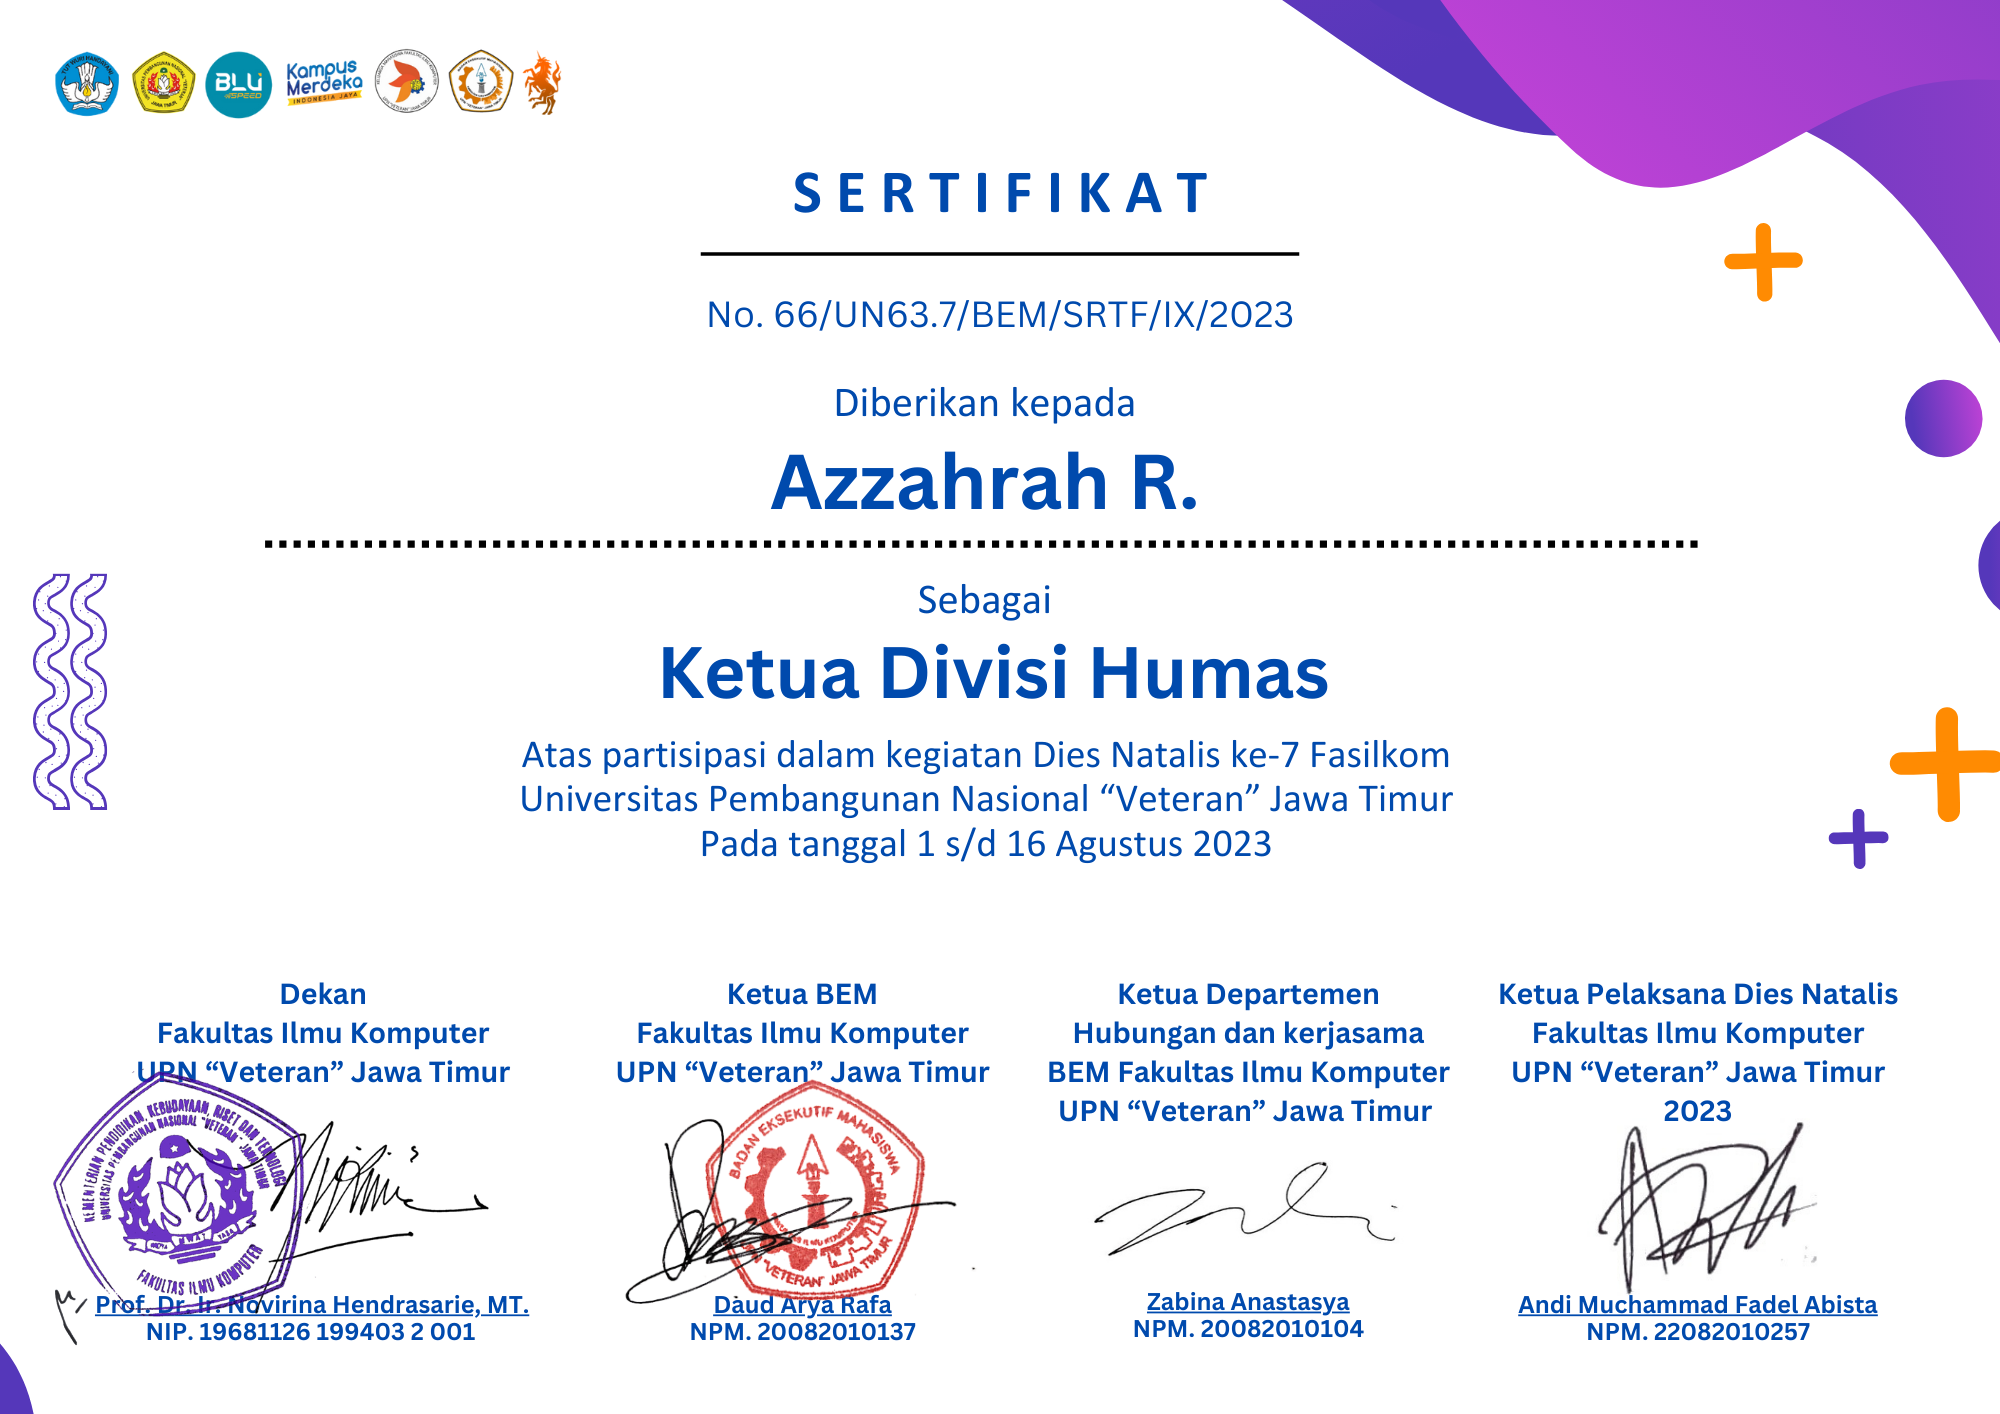 BLU
SPEED
Kampus
Merdeka
INDONESIA JAYA
SERTIFIKAT
No. 66/UN63.7/BEM/SRTF/IX/2023
Diberikan kepada
Azzahrah R.
Sebagai
Ketua Divisi Humas
Atas partisipasi dalam kegiatan Dies Natalis ke-7 Fasilkom
Universitas Pembangunan Nasional “Veteran” Jawa Timur
Pada tanggal 1 s/d 16 Agustus 2023
Dekan
Fakultas Ilmu Komputer
UPN “Veteran” Jawa Timur
KEMENTERIAN PENDIDIKAN, KEBUDAYAAN, RISET DAN TEKNOLOGI
UNIVERSITAS PEMBANGUNAN NASIONAL "VETERAN" JAWA TIMUR
FAKULTAS ILMU KOMPUTER
Prof. Dr. Ir. Novirina Hendrasarie, MT.
NIP. 19681126 199403 2 001
Ketua BEM
Fakultas Ilmu Komputer
UPN “Veteran” Jawa Timur
BADAN EKSEKUTIF MAHASISWA
FAKULTAS ILMU KOMPUTER
UPN "VETERAN" JAWA TIMUR
Daud Arya Rafa
NPM. 20082010137
Ketua Departemen
Hubungan dan kerjasama
BEM Fakultas Ilmu Komputer
UPN “Veteran” Jawa Timur
Zabina Anastasya
NPM. 20082010104
Ketua Pelaksana Dies Natalis
Fakultas Ilmu Komputer
UPN “Veteran” Jawa Timur
2023
Andi Muchammad Fadel Abista
NPM. 22082010257